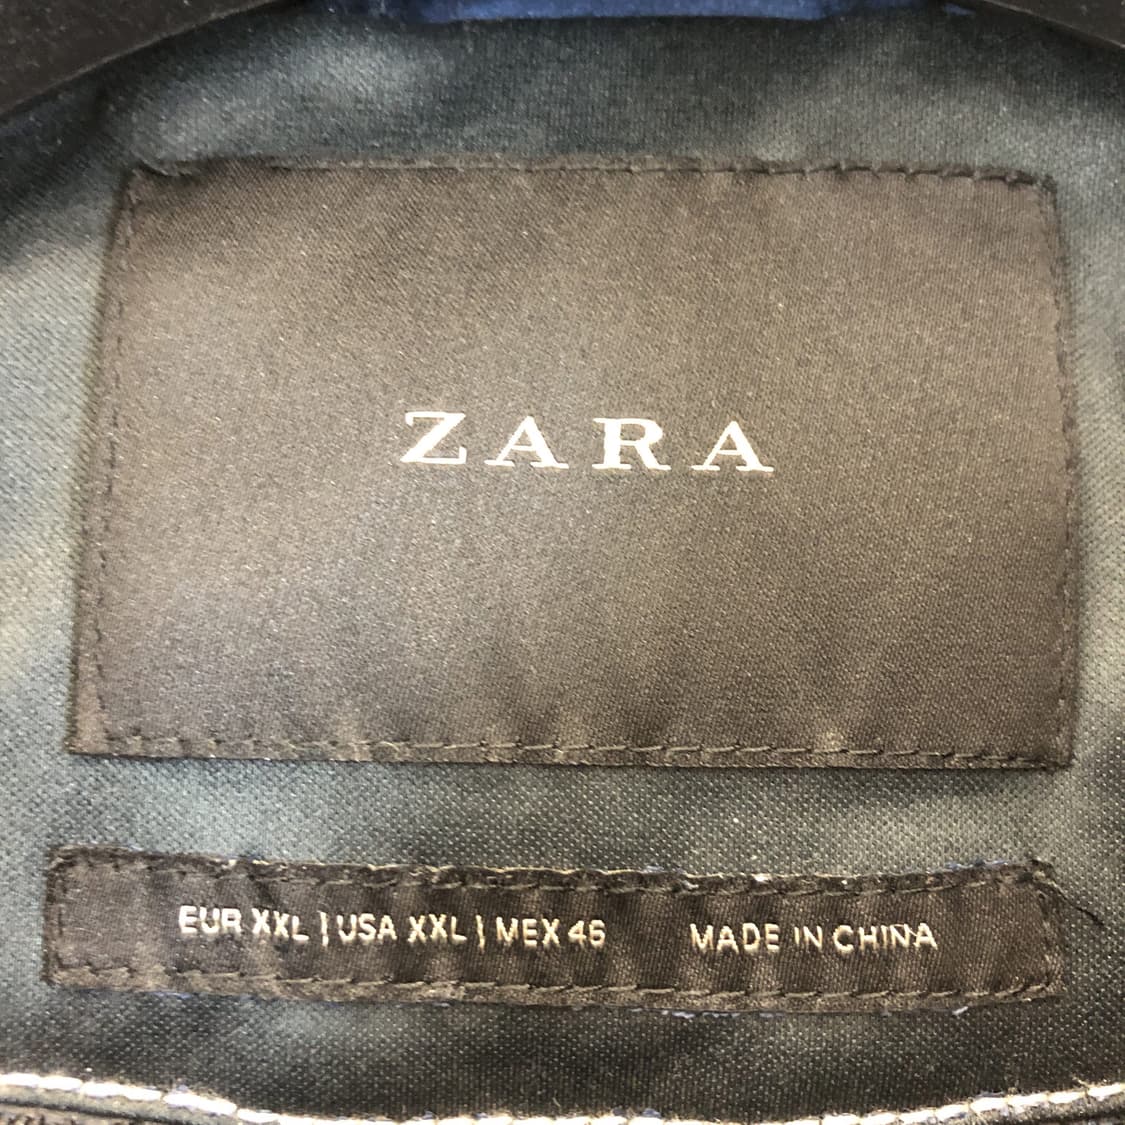 ZARA
EUR XXL | USA XXL | MEX 46 MADE IN CHINA